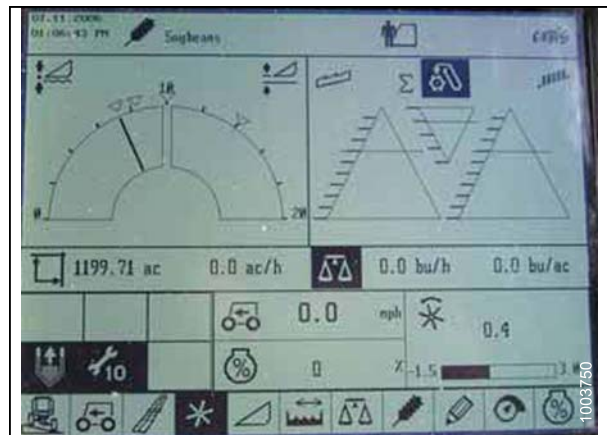 07.11.2006
01:06:43 PM
Soybeans
Σ
10
0
20
1199.71 ac
0.0 ac/h
0.0 bu/h
0.0 bu/ac
0.0 mph
0.4
10
%
0 %
-1.5
3.0
%
1003750